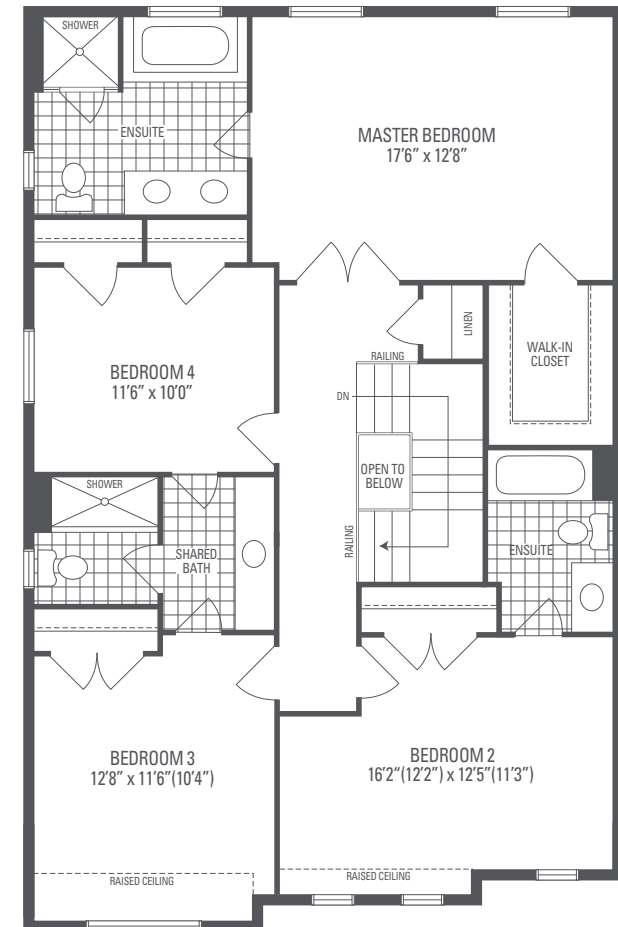 SHOWER
ENSUITE
MASTER BEDROOM
17’6” x 12’8”
LINEN
WALK-IN
CLOSET
RAILING
BEDROOM 4
11’6” x 10’0”
DN
OPEN TO
BELOW
SHOWER
RAILING
SHARED
BATH
ENSUITE
BEDROOM 3
12’8” x 11’6”(10’4”)
BEDROOM 2
16’2“(12’2”) x 12’5”(11’3”)
RAISED CEILING
RAISED CEILING